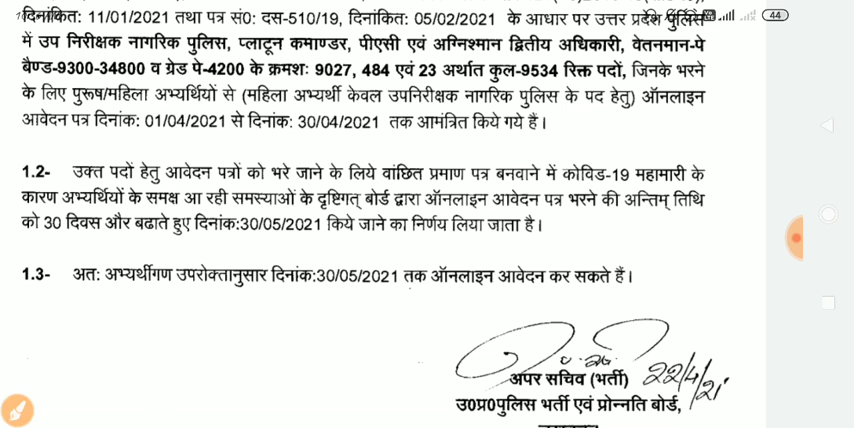 दिनांकित: 11/01/2021 तथा पत्र सं0: दस-510/19, दिनांकित: 05/02/2021 के आधार पर उत्तर प्रदेश पुलिस
में उप निरीक्षक नागरिक पुलिस, प्लाटून कमाण्डर, पीएसी एवं अग्निश्मान द्वितीय अधिकारी, वेतनमान-पे
बैण्ड-9300-34800 व ग्रेड पे-4200 के क्रमशः 9027, 484 एवं 23 अर्थात कुल-9534 रिक्त पदों, जिनके भरने
के लिए पुरूष/महिला अभ्यर्थियों से (महिला अभ्यर्थी केवल उपनिरीक्षक नागरिक पुलिस के पद हेतु) ऑनलाइन
आवेदन पत्र दिनांक: 01/04/2021 से दिनांक: 30/04/2021 तक आमंत्रित किये गये हैं।
1.2- उक्त पदों हेतु आवेदन पत्रों को भरे जाने के लिये वांछित प्रमाण पत्र बनवाने में कोविड-19 महामारी के
कारण अभ्यर्थियों के समक्ष आ रही समस्याओं के दृष्टिगत् बोर्ड द्वारा ऑनलाइन आवेदन पत्र भरने की अन्तिम् तिथि
को 30 दिवस और बढाते हुए दिनांक:30/05/2021 किये जाने का निर्णय लिया जाता है।
1.3- अतः अभ्यर्थीगण उपरोक्तानुसार दिनांक:30/05/2021 तक ऑनलाइन आवेदन कर सकते हैं।
अपर सचिव (भर्ती) 22/4/21
उ0प्र0पुलिस भर्ती एवं प्रोन्नति बोर्ड,
44